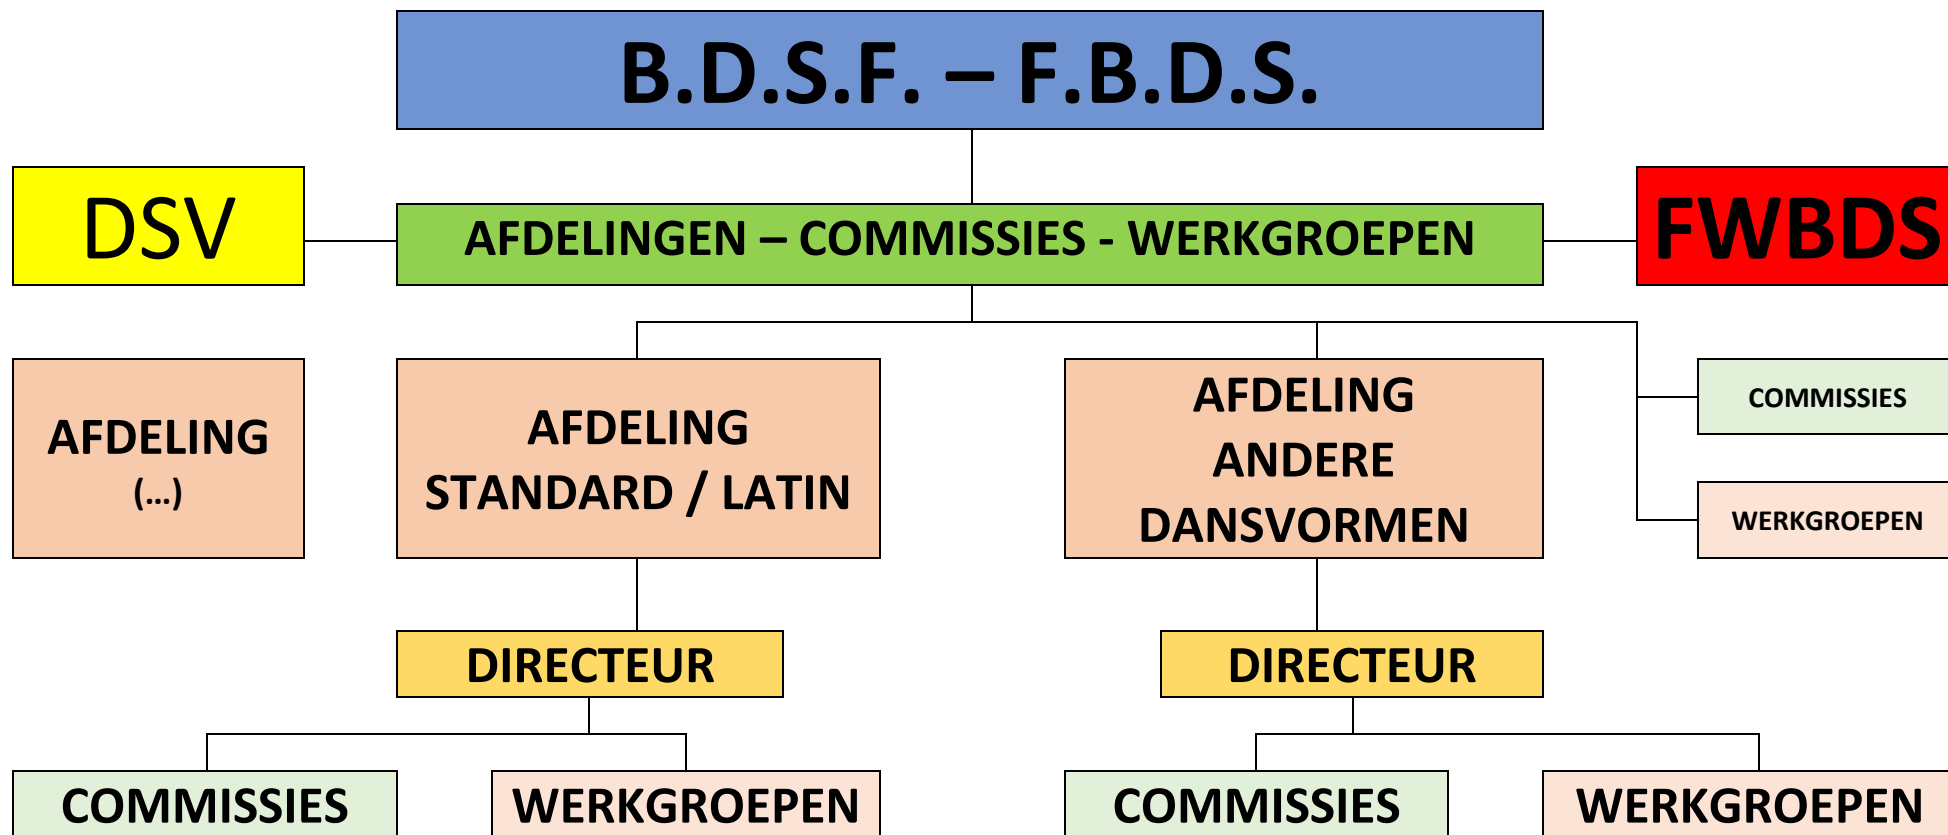 B.D.S.F. – F.B.D.S.
DSV
AFDELINGEN – COMMISSIES - WERKGROEPEN
FWBDS
AFDELING
(...)
AFDELING
STANDARD / LATIN
AFDELING
ANDERE
DANSVORMEN
COMMISSIES
WERKGROEPEN
DIRECTEUR
DIRECTEUR
COMMISSIES
WERKGROEPEN
COMMISSIES
WERKGROEPEN